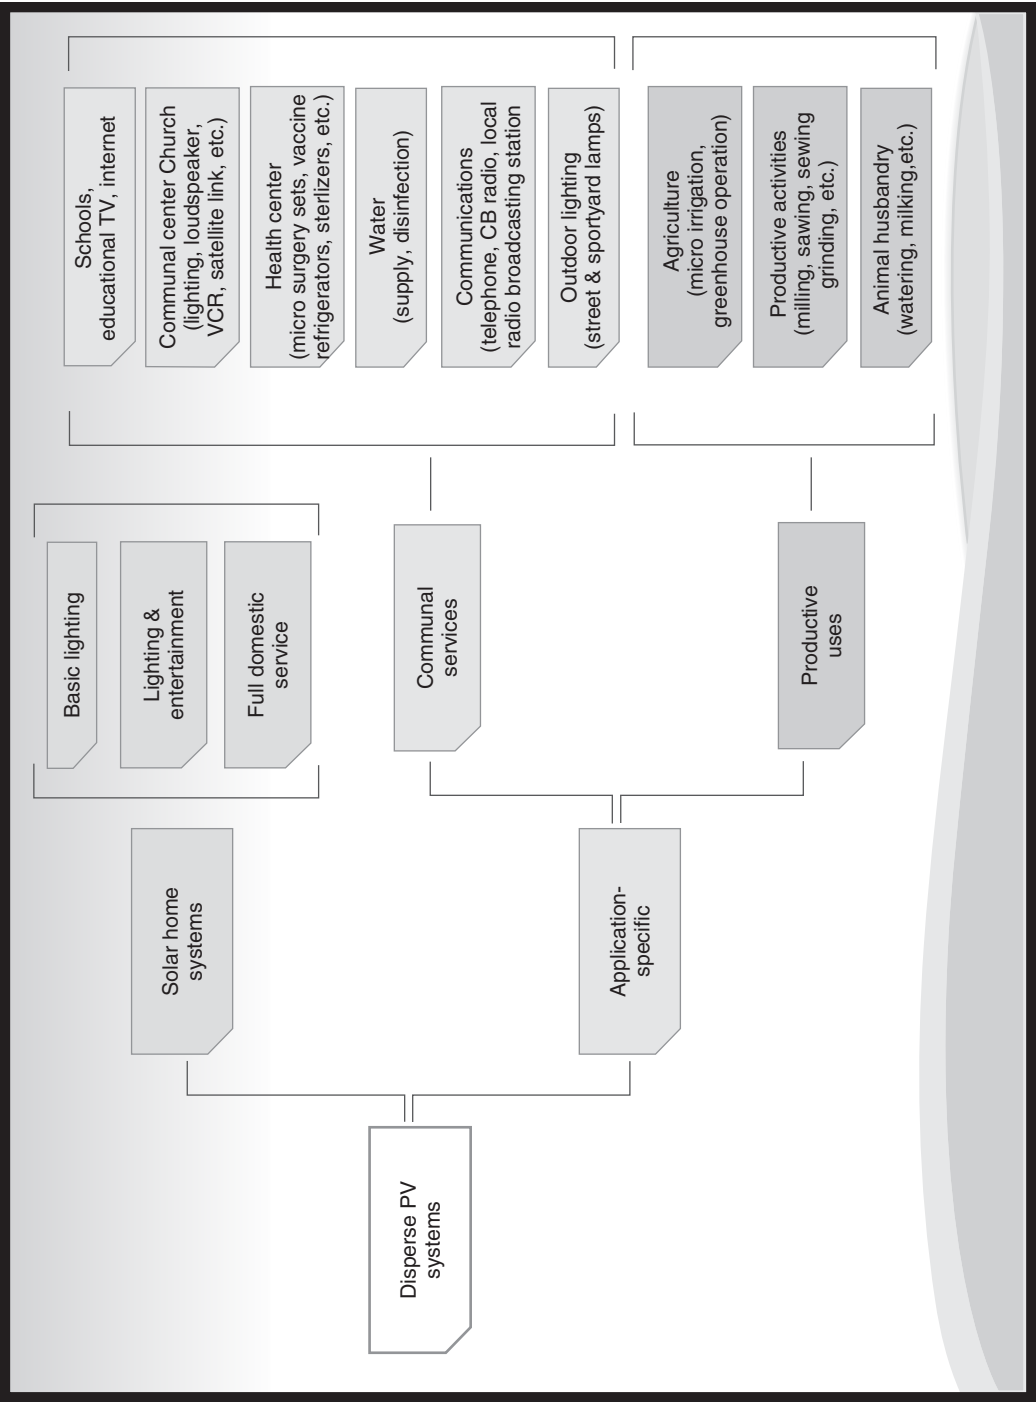 Disperse PV
systems
Solar home
systems
Basic lighting
Lighting &
entertainment
Full domestic
service
Application-
specific
Communal
services
Schools,
educational TV, internet
Communal center Church
(lighting, loudspeaker,
VCR, satellite link, etc.)
Health center
(micro surgery sets, vaccine
refrigerators, sterlizers, etc.)
Water
(supply, disinfection)
Communications
(telephone, CB radio, local
radio broadcasting station
Outdoor lighting
(street & sportyard lamps)
Productive
uses
Agriculture
(micro irrigation,
greenhouse operation)
Productive activities
(milling, sawing, sewing
grinding, etc.)
Animal husbandry
(watering, milking,etc.)